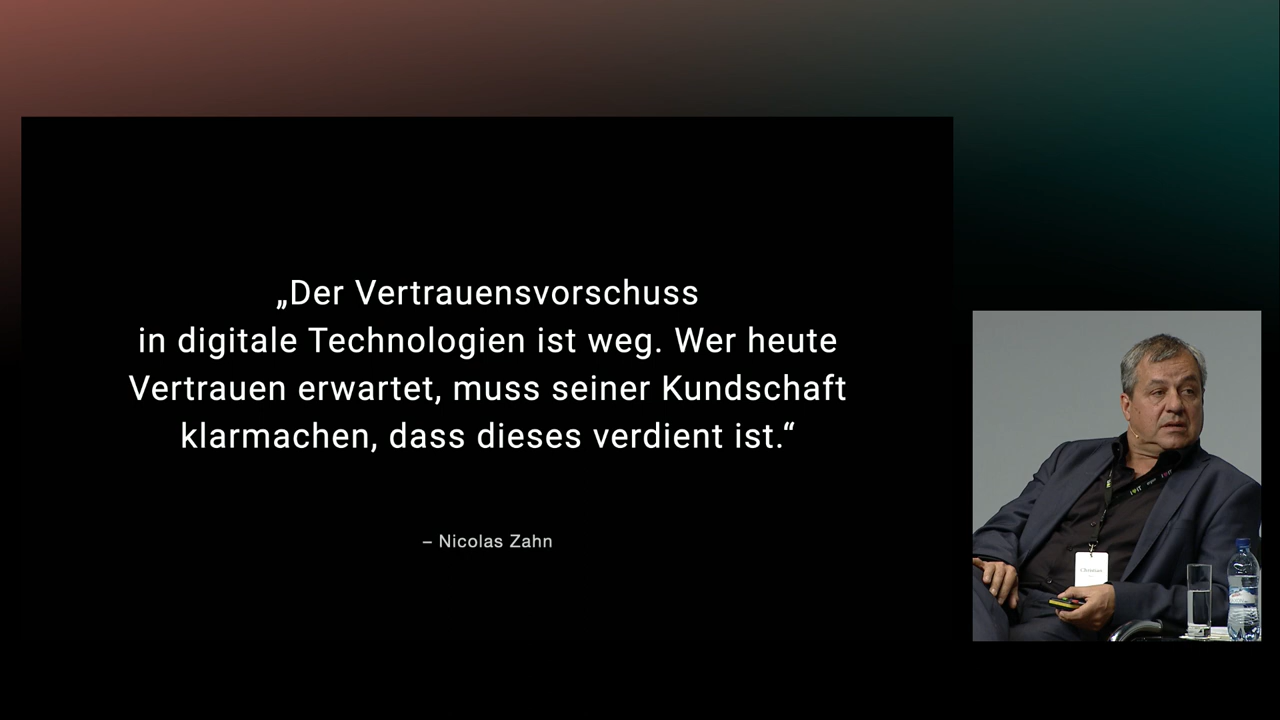 „Der Vertrauensvorschuss
in digitale Technologien ist weg. Wer heute
Vertrauen erwartet, muss seiner Kundschaft
klarmachen, dass dieses verdient ist.“
– Nicolas Zahn
Christian